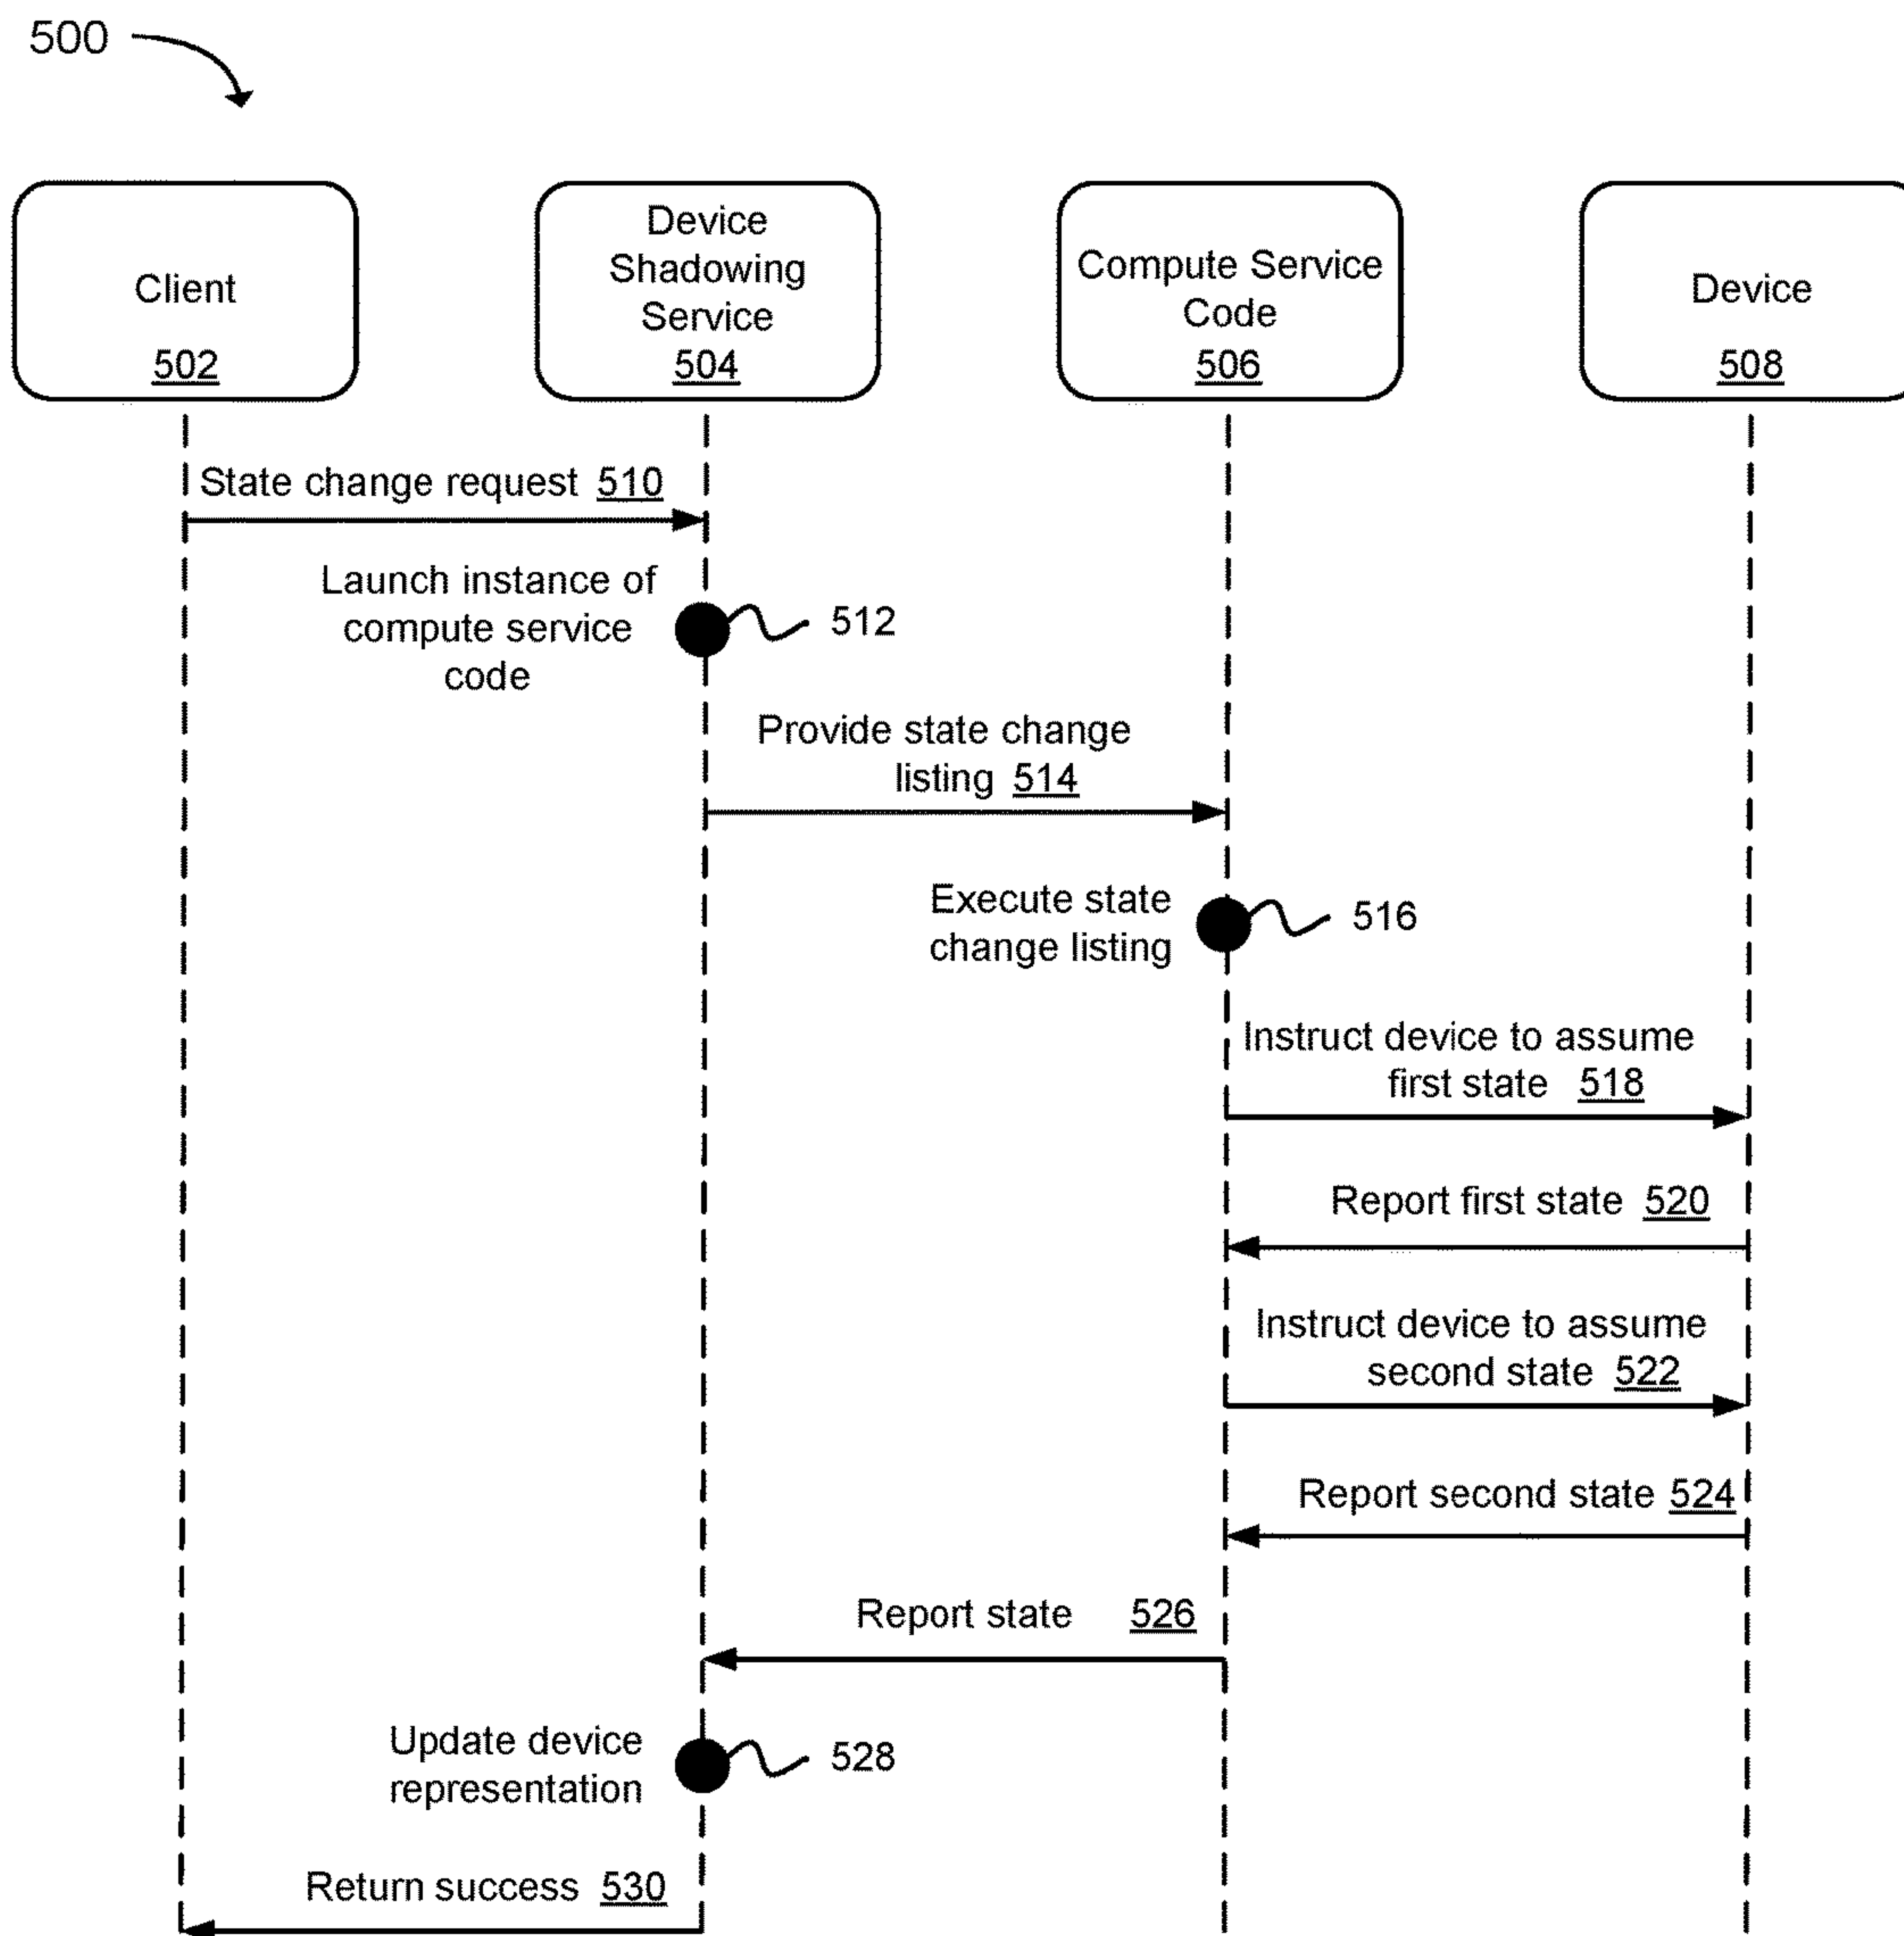 500
Client
502
Device
Shadowing
Service
504
Compute Service
Code
506
Device
508
State change request 510
Launch instance of
compute service
code
512
Provide state change
listing 514
Execute state
change listing
516
Instruct device to assume
first state 518
Report first state 520
Instruct device to assume
second state 522
Report second state 524
Report state 526
Update device
representation
528
Return success 530